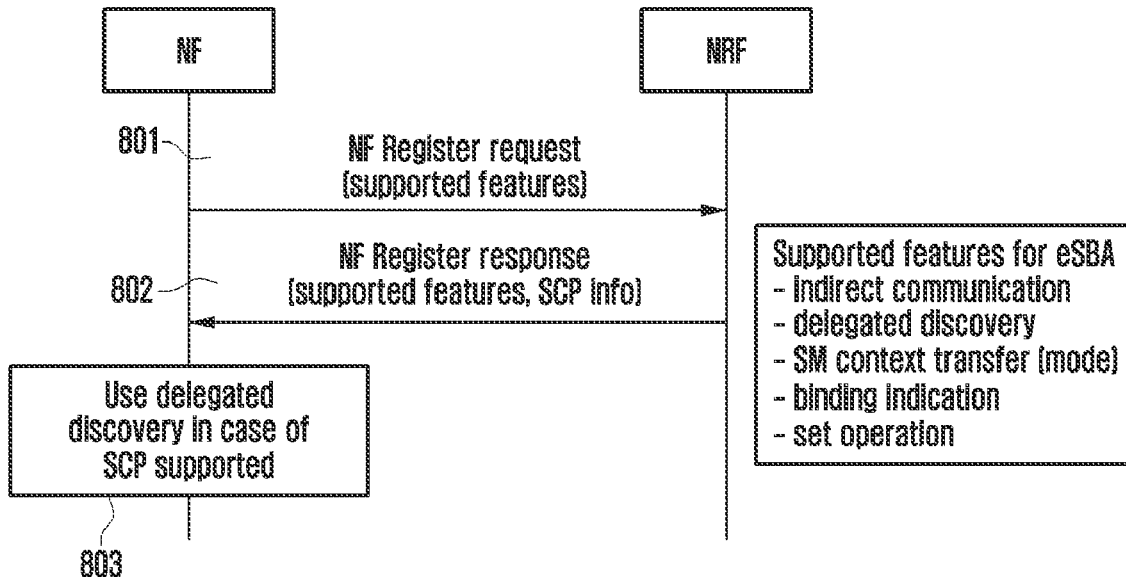 NF
NRF
801
NF Register request
(supported features)
802
NF Register response
(supported features, SCP info)
Supported features for eSBA
- indirect communication
- delegated discovery
- SM context transfer (mode)
- binding indication
- set operation
Use delegated
discovery in case of
SCP supported
803